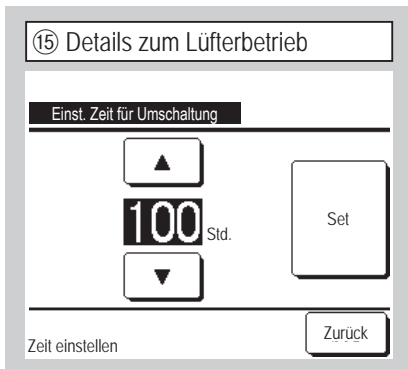 ⑮ Details zum Lüfterbetrieb
Einst. Zeit für Umschaltung
▲
100 Std.
▼
Set
Zeit einstellen
Zurück